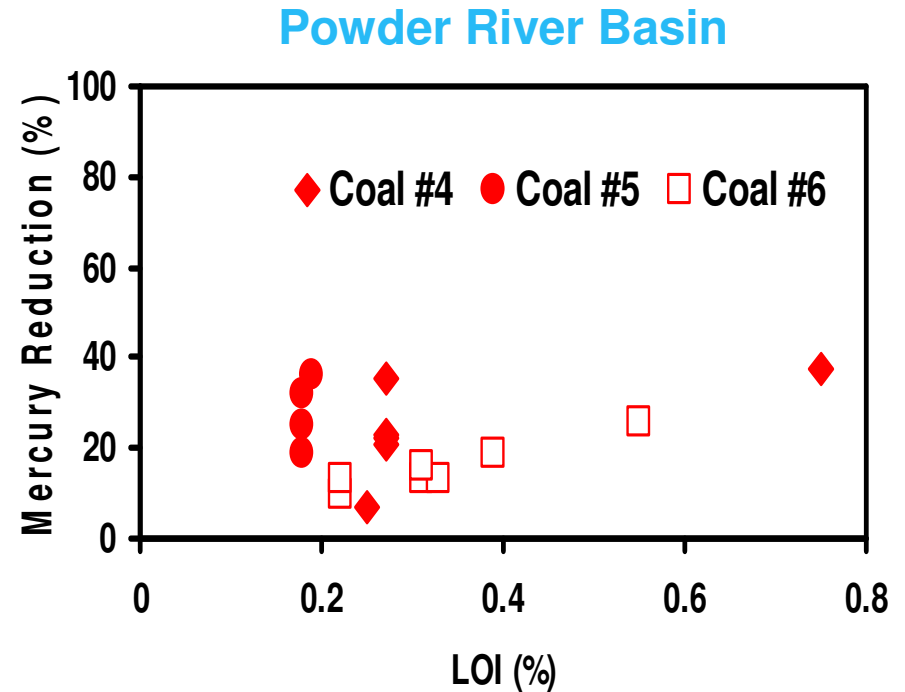 Powder River Basin
Mercury Reduction (%)
100
80
60
40
20
0
Coal #4 Coal #5 Coal #6
0 0.2 0.4 0.6 0.8
LOI (%)